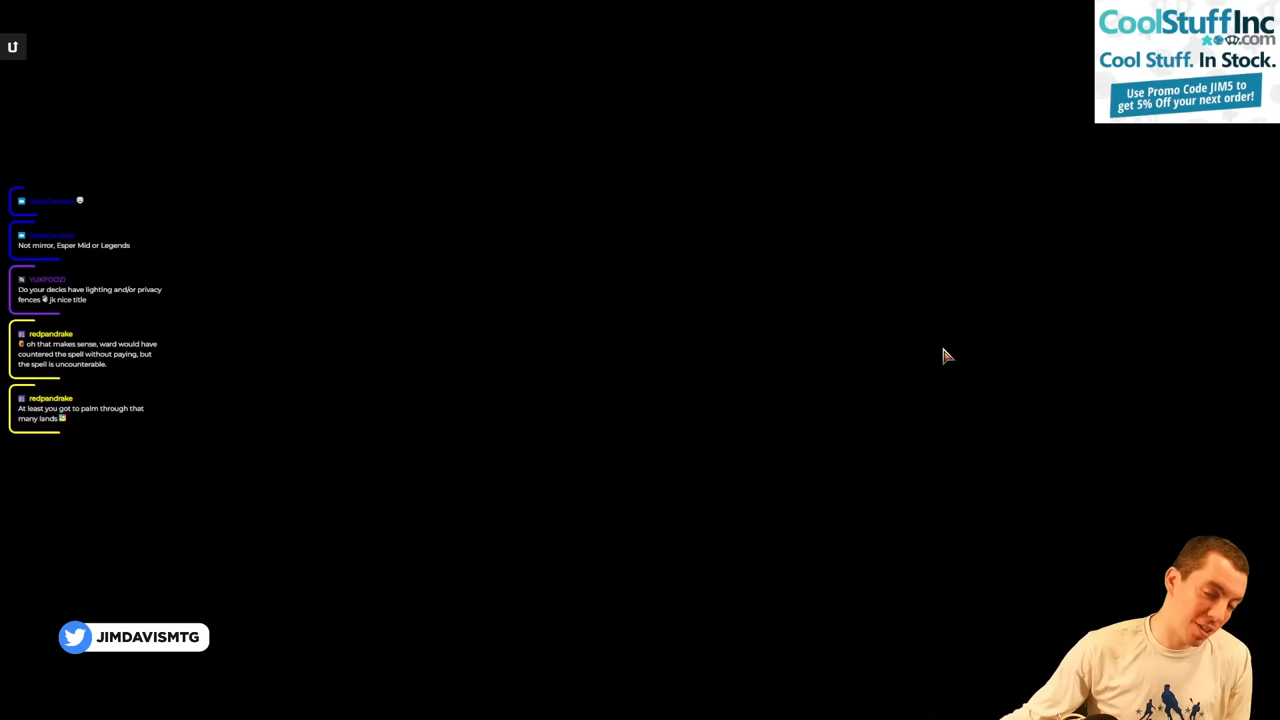 CoolStuffInc
.com
Cool Stuff. In Stock.
Use Promo Code JIM5 to
get 5% Off your next order!
Not mirror, Esper Mid or Legends
YUKFOOZI
Do your decks have lighting and/or privacy
fences jk nice title
redpandrake
oh that makes sense, ward would have
countered the spell without paying, but
the spell is uncounterable.
redpandrake
At least you got to palm through that
many lands
JIMDAVISMTG